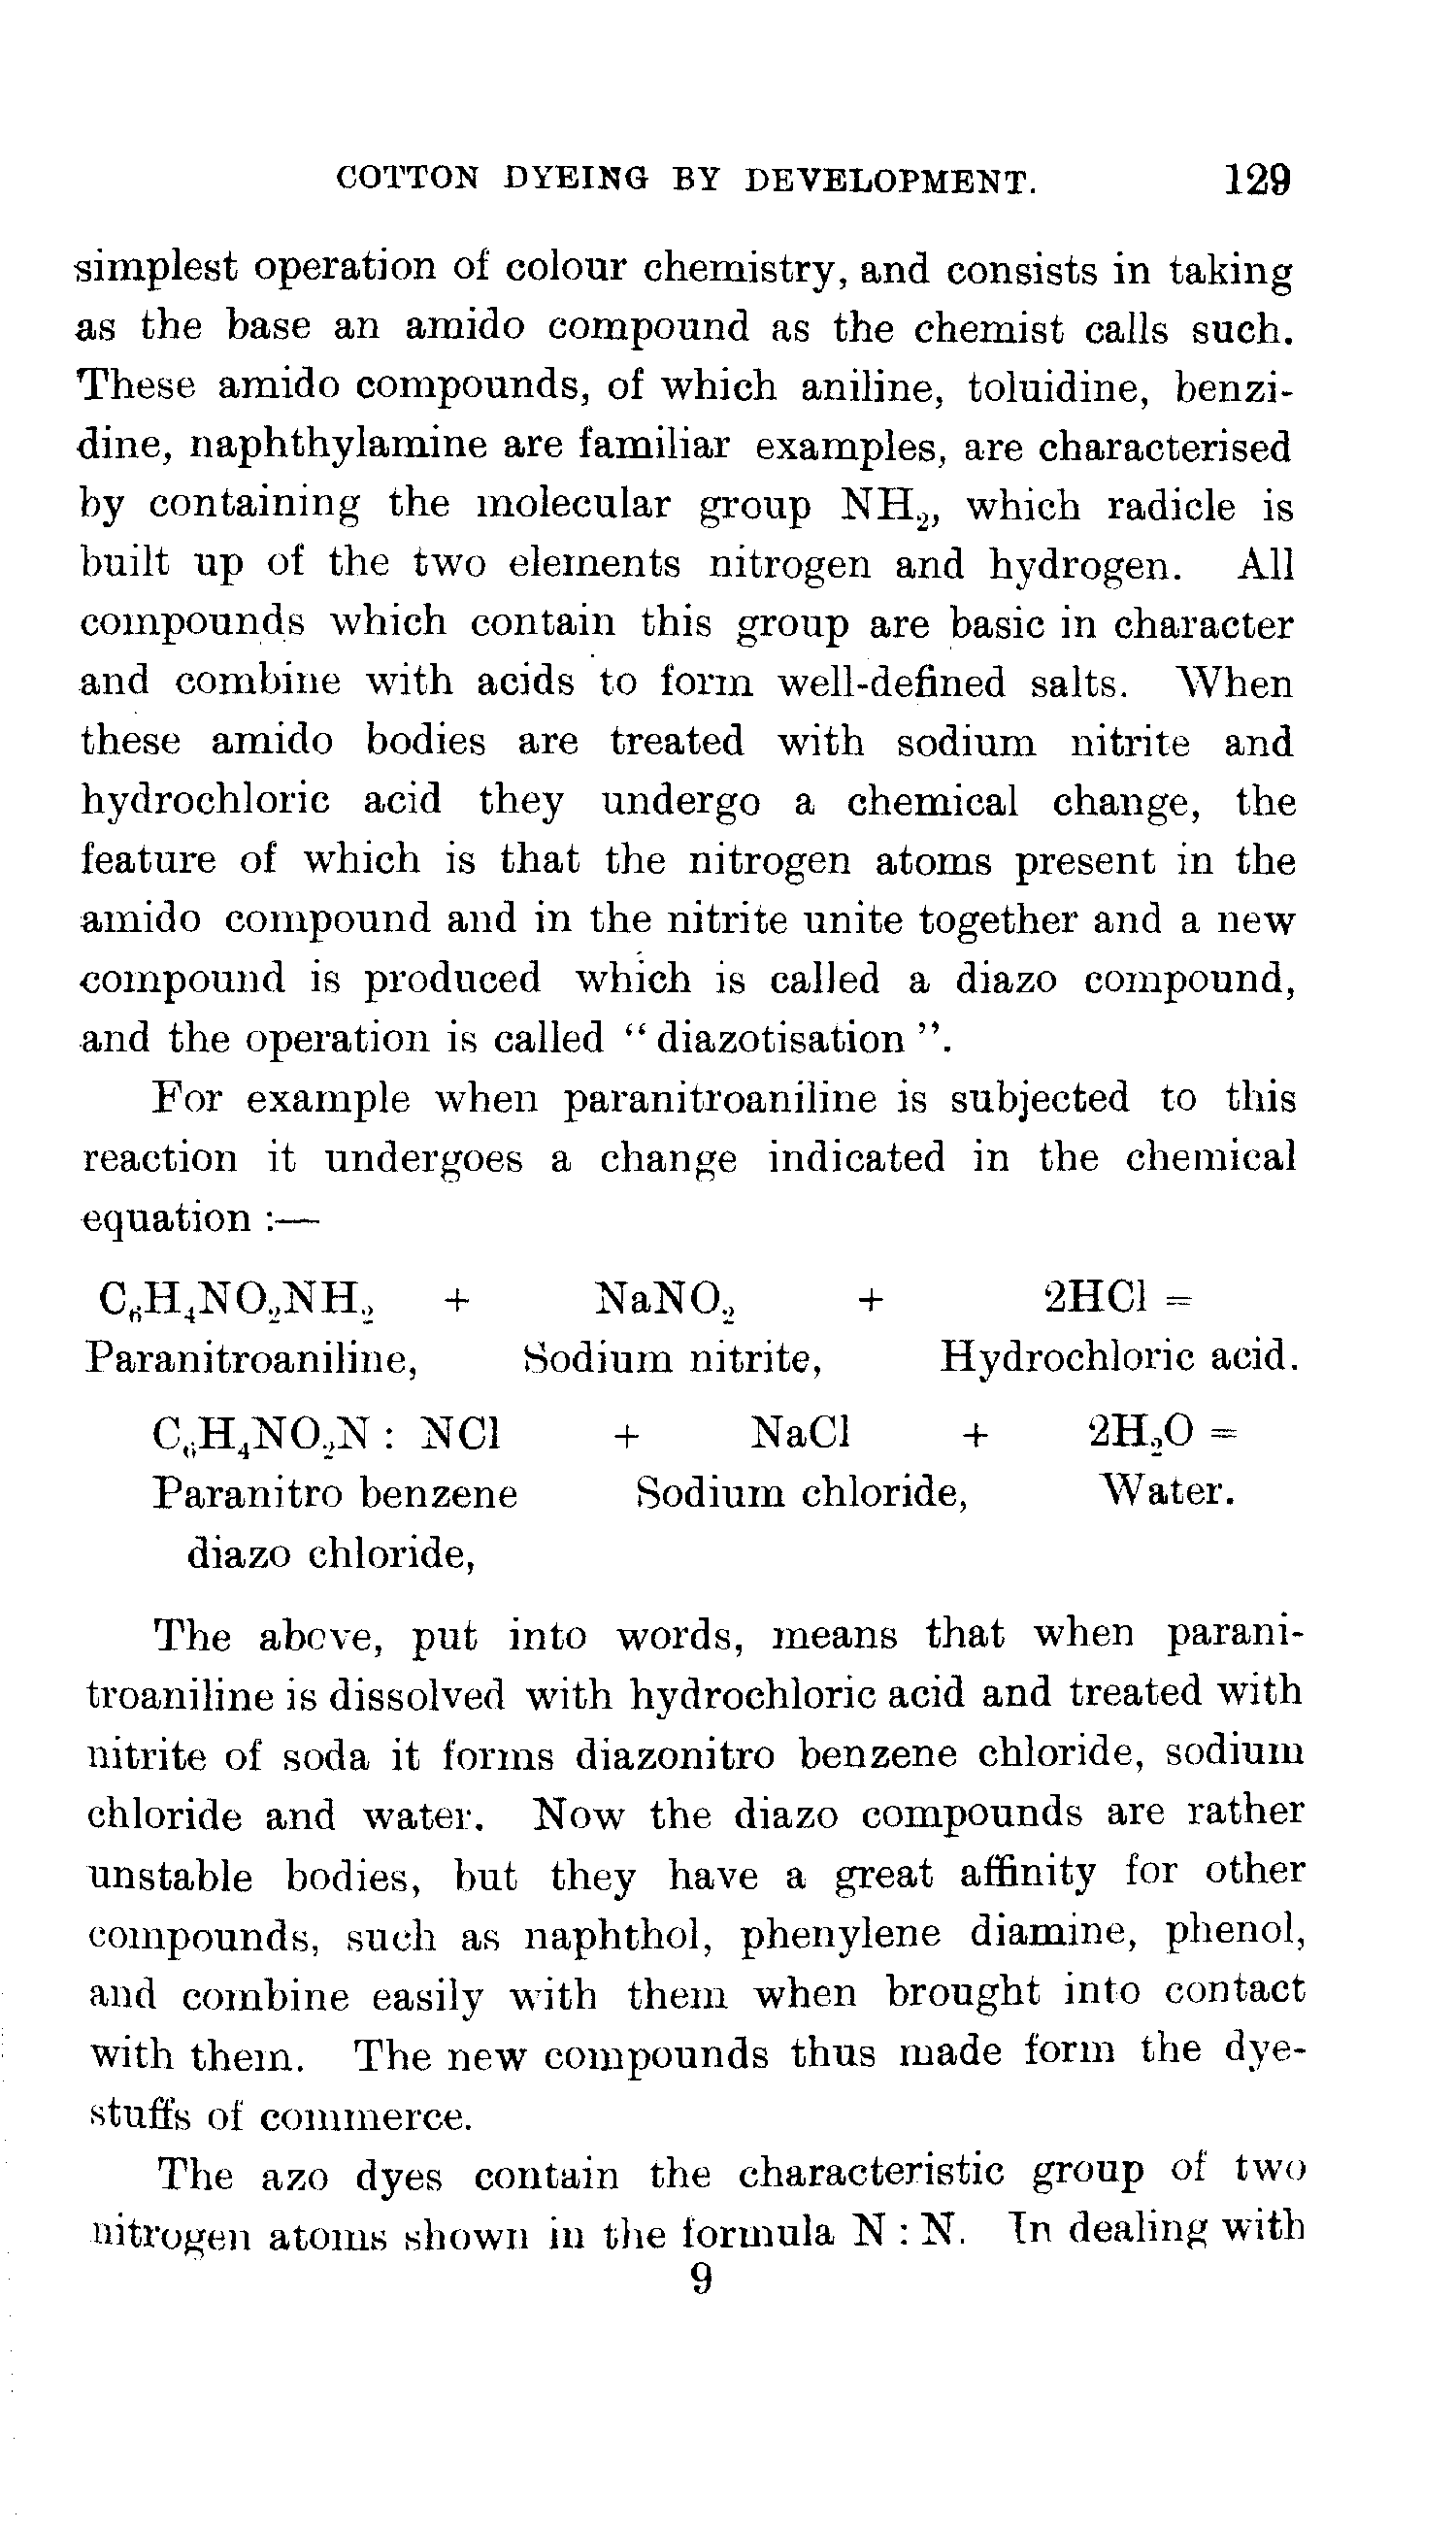 COTTON DYEING BY DEVELOPMENT. 129
simplest operation of colour chemistry, and consists in taking
as the base an amido compound as the chemist calls such.
These amido compounds, of which aniline, toluidine, benzi-
dine, naphthylamine are familiar examples, are characterised
by containing the molecular group NH₂, which radicle is
built up of the two elements nitrogen and hydrogen. All
compounds which contain this group are basic in character
and combine with acids to form well-defined salts. When
these amido bodies are treated with sodium nitrite and
hydrochloric acid they undergo a chemical change, the
feature of which is that the nitrogen atoms present in the
amido compound and in the nitrite unite together and a new
compound is produced which is called a diazo compound,
and the operation is called “ diazotisation ”.
For example when paranitroaniline is subjected to this
reaction it undergoes a change indicated in the chemical
equation :—
C₆H₄NO₂NH₂ + NaNO₂ + 2HCl =
Paranitroaniline, Sodium nitrite, Hydrochloric acid.
C₆H₄NO₂N : NCl + NaCl + 2H₂O =
Paranitro benzene Sodium chloride, Water.
diazo chloride,
The above, put into words, means that when parani-
troaniline is dissolved with hydrochloric acid and treated with
nitrite of soda it forms diazonitro benzene chloride, sodium
chloride and water. Now the diazo compounds are rather
unstable bodies, but they have a great affinity for other
compounds, such as naphthol, phenylene diamine, phenol,
and combine easily with them when brought into contact
with them. The new compounds thus made form the dye-
stuffs of commerce.
The azo dyes contain the characteristic group of two
nitrogen atoms shown in the formula N : N. In dealing with
9